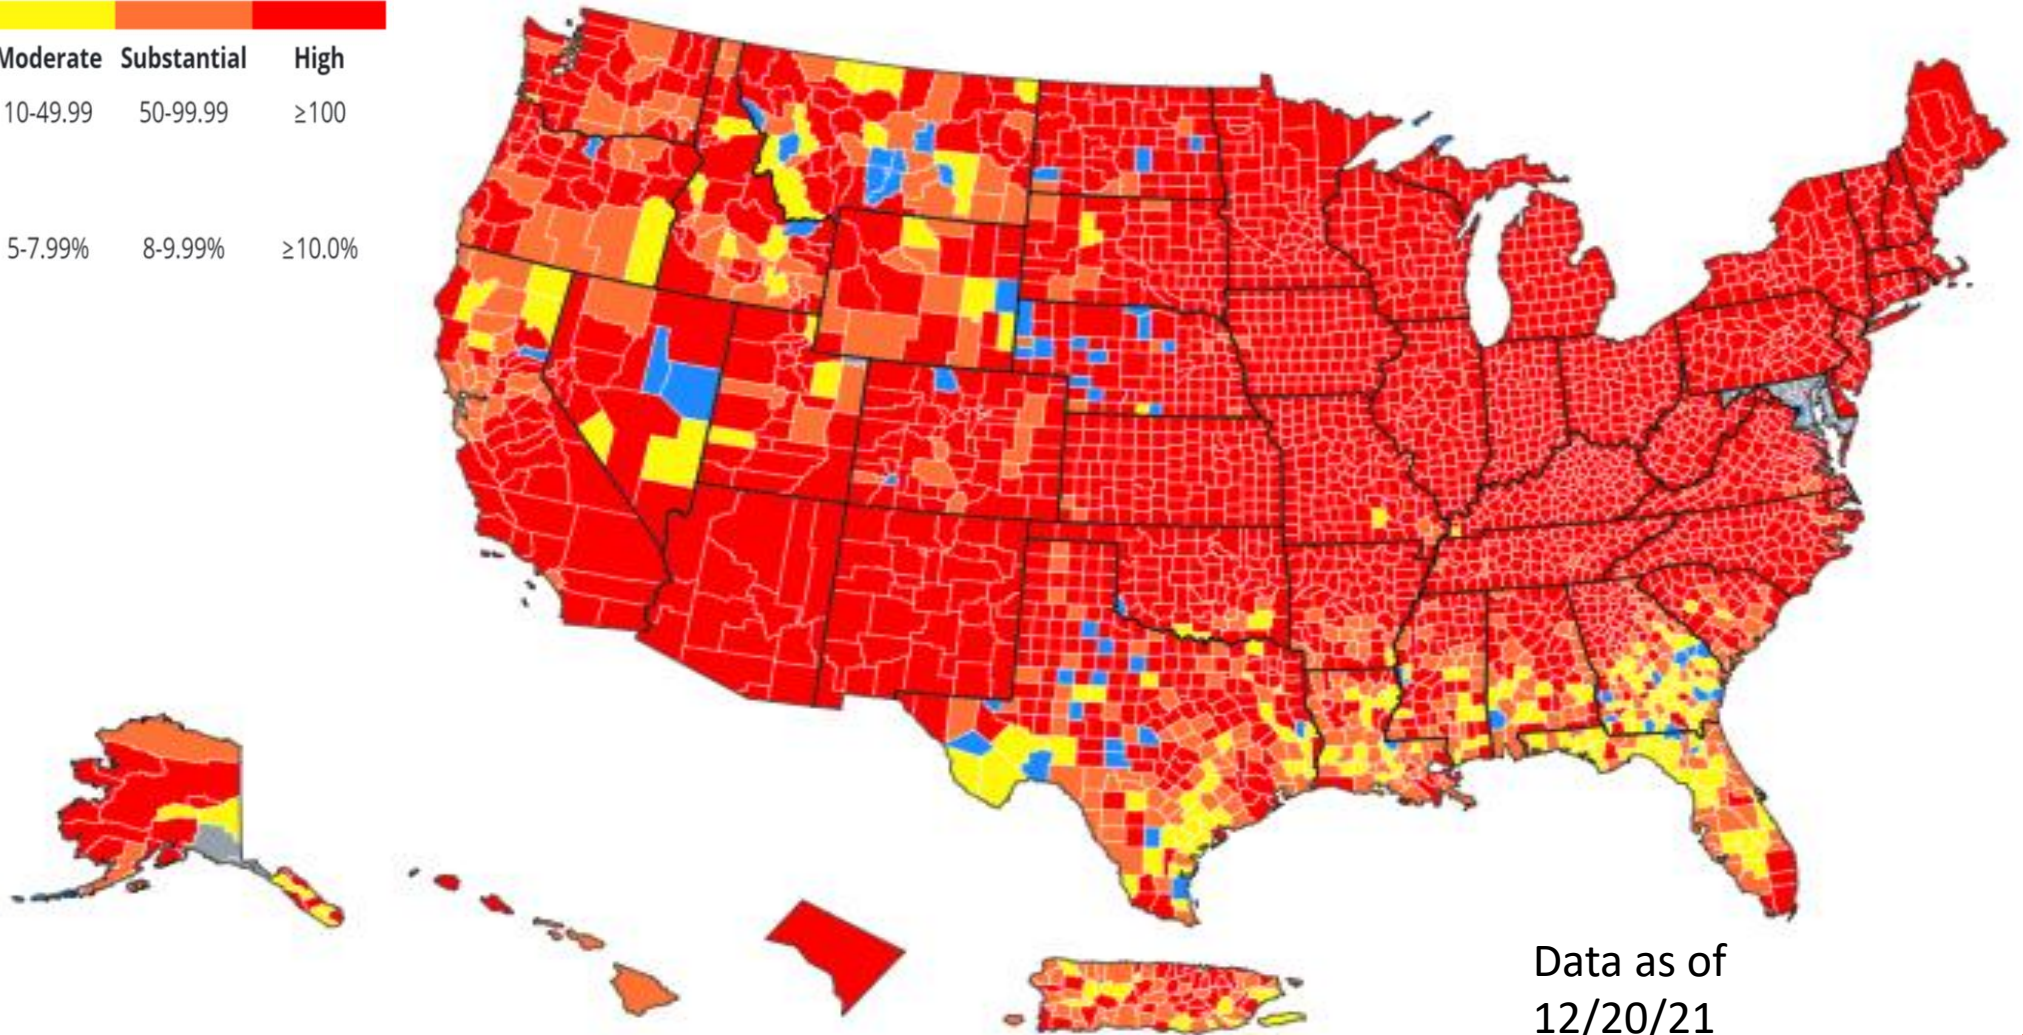 Moderate Substantial High
10-49.99 50-99.99 ≥100
5-7.99% 8-9.99% ≥10.0%
Data as of
12/20/21